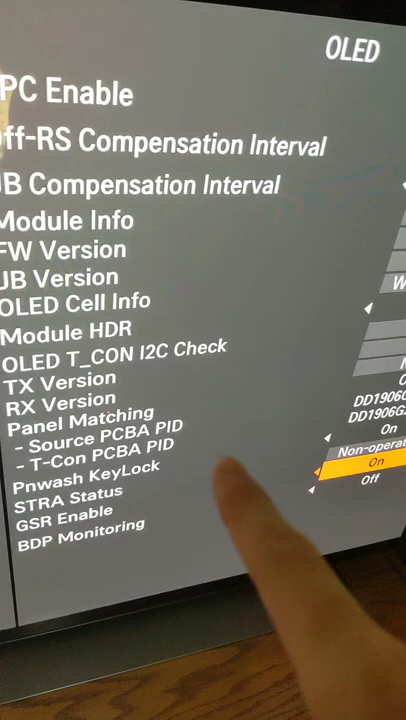 OLED
PC Enable
ff-RS Compensation Interval
JB Compensation Interval
Module Info
FW Version
JB Version
OLED Cell Info
Module HDR
OLED T_CON I2C Check
TX Version
RX Version
Panel Matching
- Source PCBA PID DD1906
- T-Con PCBA PID DD1906
Pnwash KeyLock On
STRA Status Non-operat
GSR Enable On
BDP Monitoring Off